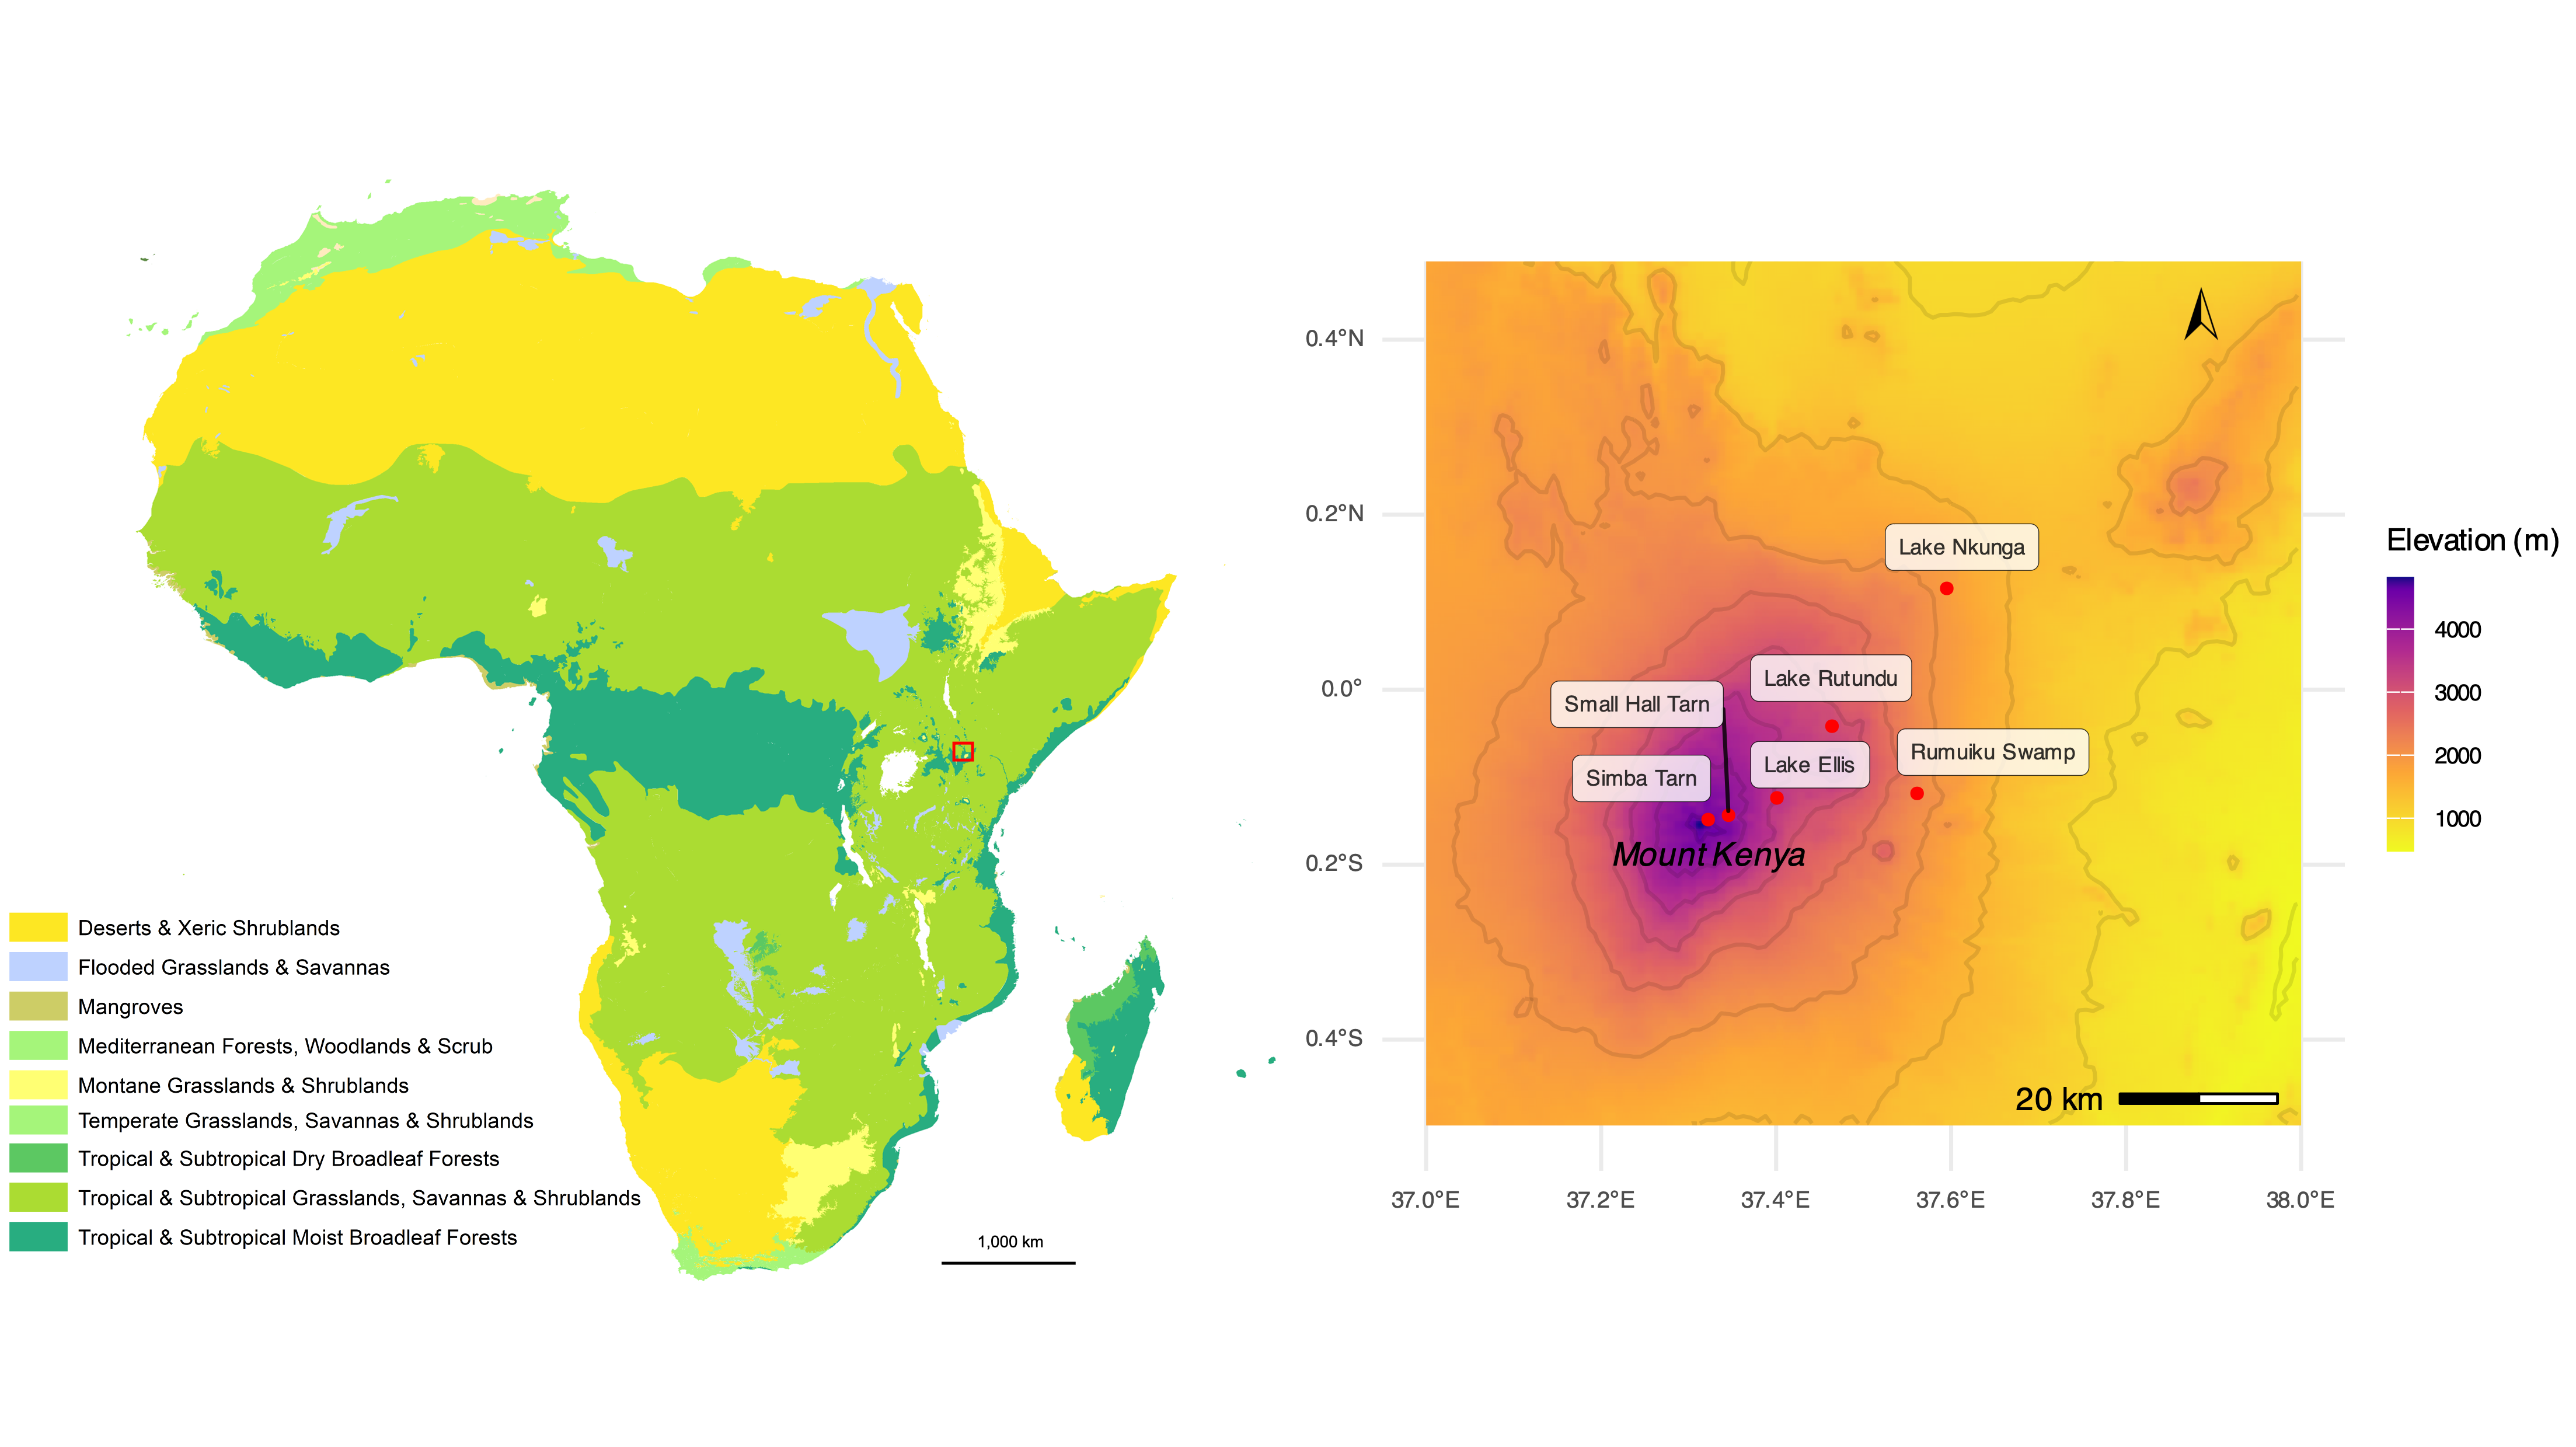 Deserts & Xeric Shrublands
Flooded Grasslands & Savannas
Mangroves
Mediterranean Forests, Woodlands & Scrub
Montane Grasslands & Shrublands
Temperate Grasslands, Savannas & Shrublands
Tropical & Subtropical Dry Broadleaf Forests
Tropical & Subtropical Grasslands, Savannas & Shrublands
Tropical & Subtropical Moist Broadleaf Forests
1,000 km
0.4°N
0.2°N
0.0°
0.2°S
0.4°S
Lake Nkunga
Lake Rutundu
Small Hall Tarn
Rumuiku Swamp
Lake Ellis
Simba Tarn
Mount Kenya
20 km
37.0°E
37.2°E
37.4°E
37.6°E
37.8°E
38.0°E
Elevation (m)
4000
3000
2000
1000